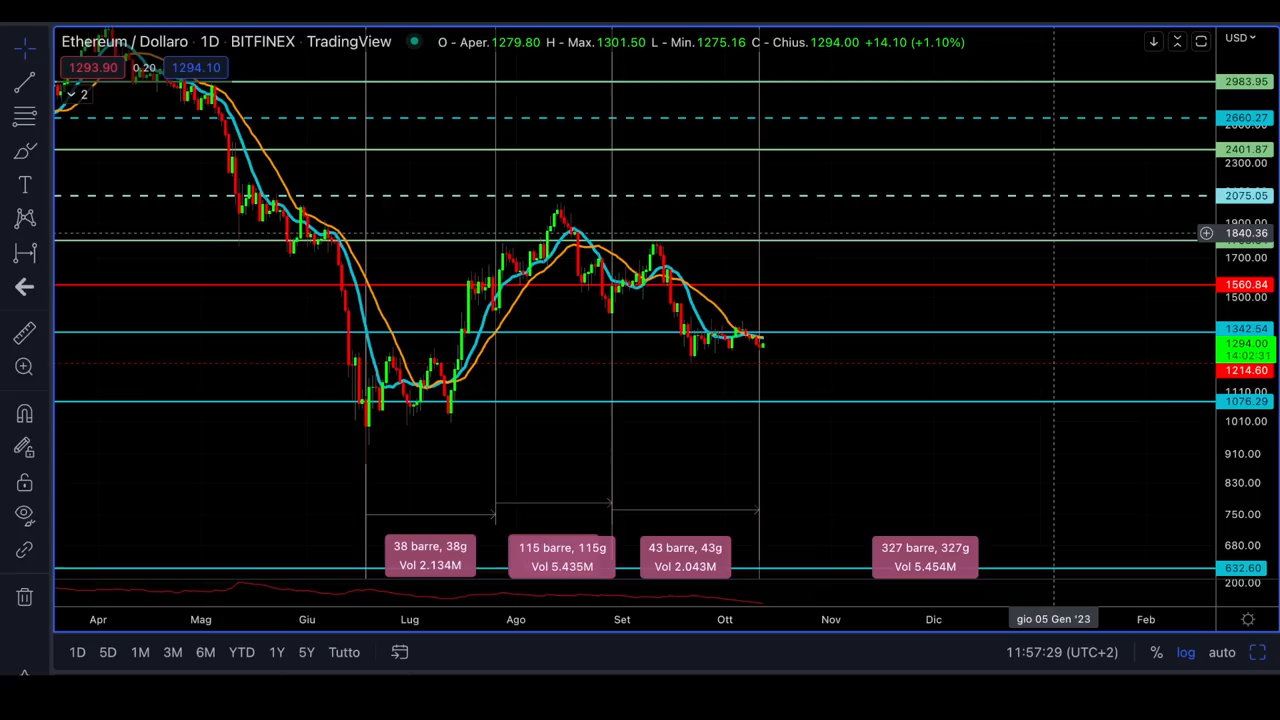 Ethereum / Dollaro · 1D · BITFINEX · TradingView O - Aper.1279.80 H - Max.1301.50 L - Min.1275.16 C - Chius.1294.00 +14.10 (+1.10%)
USD
1293.90 0.20 1294.10
2
2983.95
2660.27
2401.87
2300.00
2075.05
1900.00
1840.36
1700.00
1560.84
1500.00
1342.54
1294.00
14:02:31
1214.60
1110.00
1076.29
1010.00
910.00
830.00
750.00
680.00
632.60
200.00
38 barre, 38g
Vol 2.134M
115 barre, 115g
Vol 5.435M
43 barre, 43g
Vol 2.043M
327 barre, 327g
Vol 5.454M
Apr Mag Giu Lug Ago Set Ott Nov Dic gio 05 Gen '23 Feb
1D 5D 1M 3M 6M YTD 1Y 5Y Tutto 11:57:29 (UTC+2) % log auto